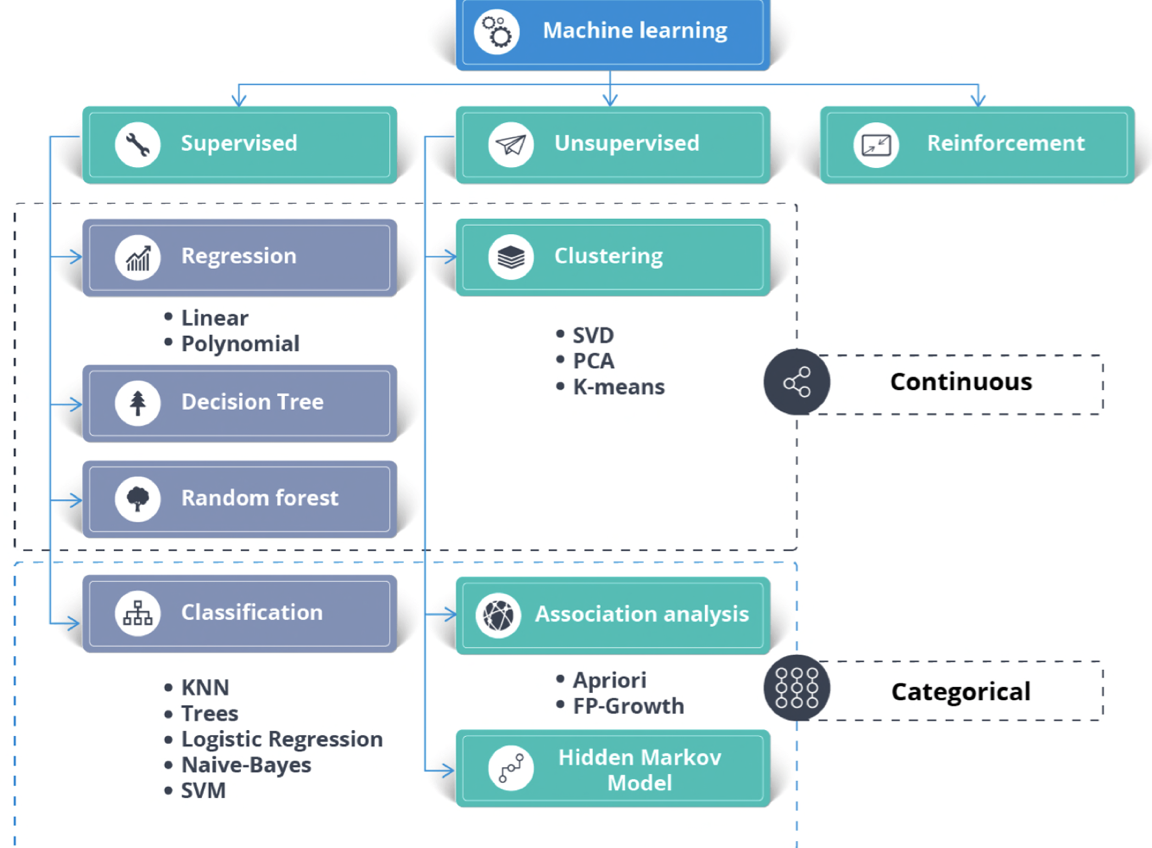 Machine learning
Supervised
Unsupervised
Reinforcement
Regression
• Linear
• Polynomial
Decision Tree
Random forest
Clustering
• SVD
• PCA
• K-means
Continuous
Classification
• KNN
• Trees
• Logistic Regression
• Naive-Bayes
• SVM
Association analysis
• Apriori
• FP-Growth
Hidden Markov
Model
Categorical